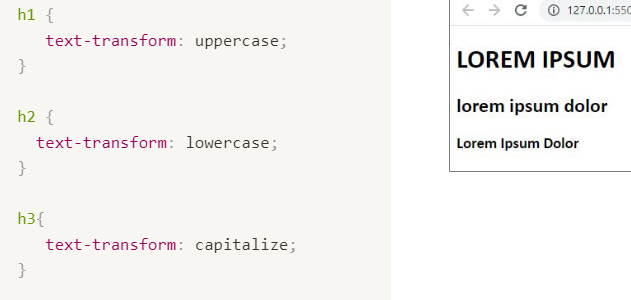 h1 {
text-transform: uppercase;
}
h2 {
text-transform: lowercase;
}
h3{
text-transform: capitalize;
}
127.0.0.1:550
LOREM IPSUM
lorem ipsum dolor
Lorem Ipsum Dolor